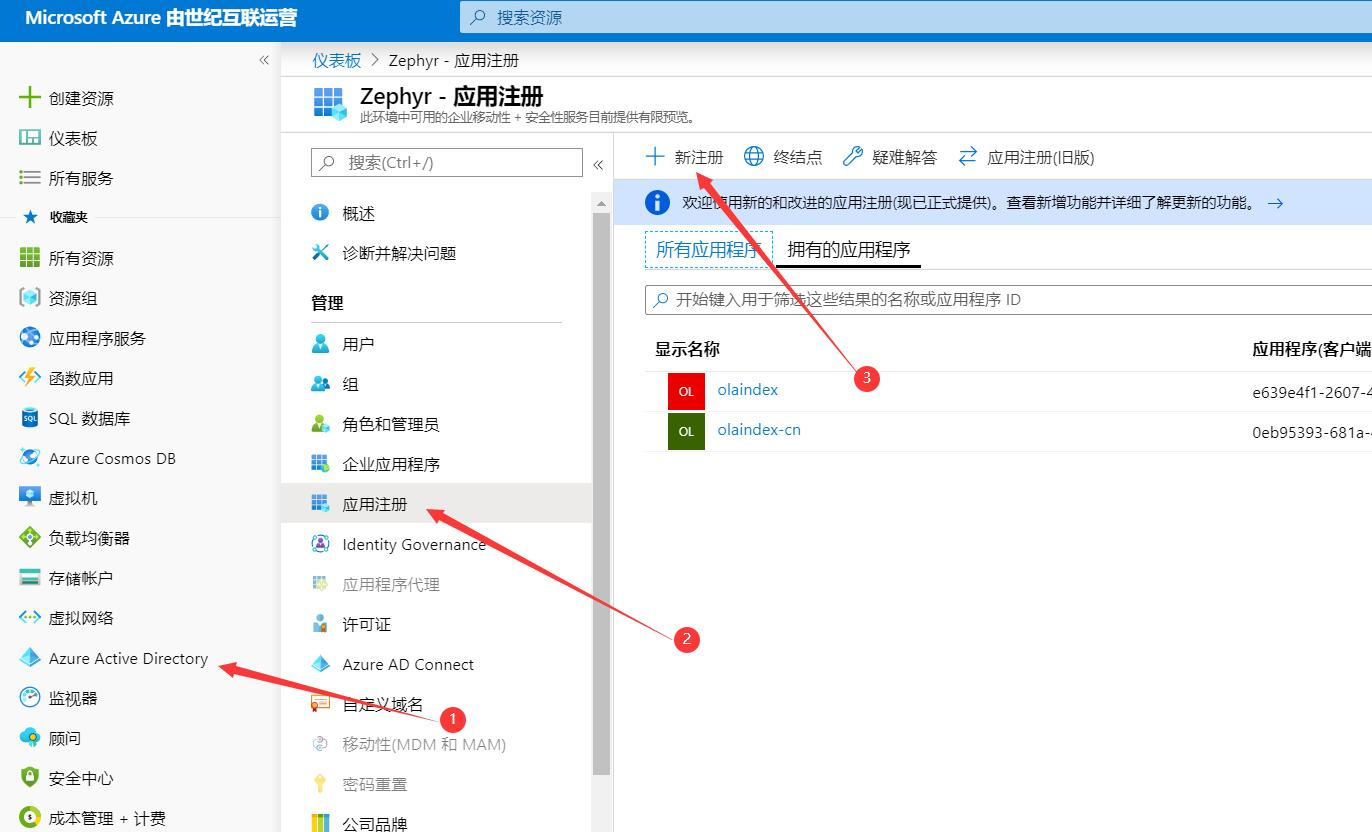 Microsoft Azure 由世纪互联运营
搜索资源
创建资源
仪表板
所有服务
收藏夹
所有资源
资源组
应用程序服务
函数应用
SQL 数据库
Azure Cosmos DB
虚拟机
负载均衡器
存储帐户
虚拟网络
Azure Active Directory
监视器
顾问
安全中心
成本管理 + 计费
仪表板 > Zephyr - 应用注册
Zephyr - 应用注册
此环境中可用的企业移动性 + 安全性服务目前提供有限预览。
搜索(Ctrl+/)
概述
诊断并解决问题
管理
用户
组
角色和管理员
企业应用程序
应用注册
Identity Governance
应用程序代理
许可证
Azure AD Connect
自定义域名
移动性(MDM 和 MAM)
密码重置
公司品牌
新注册 终结点 疑难解答 应用注册(旧版)
欢迎使用新的和改进的应用注册(现已正式提供)。查看新增功能并详细了解更新的功能。 →
所有应用程序 拥有的应用程序
开始键入用于筛选这些结果的名称或应用程序 ID
显示名称 应用程序(客户端
OL olaindex e639e4f1-2607-4
OL olaindex-cn 0eb95393-681a-
3
2
1